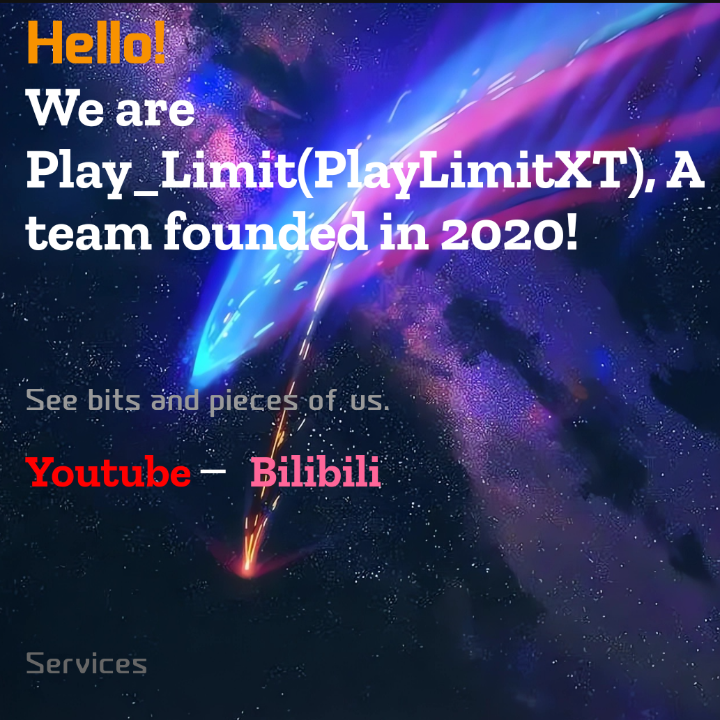 Hello!
We are
Play_Limit(PlayLimitXT), A
team founded in 2020!
See bits and pieces of us.
Youtube — Bilibili
Services